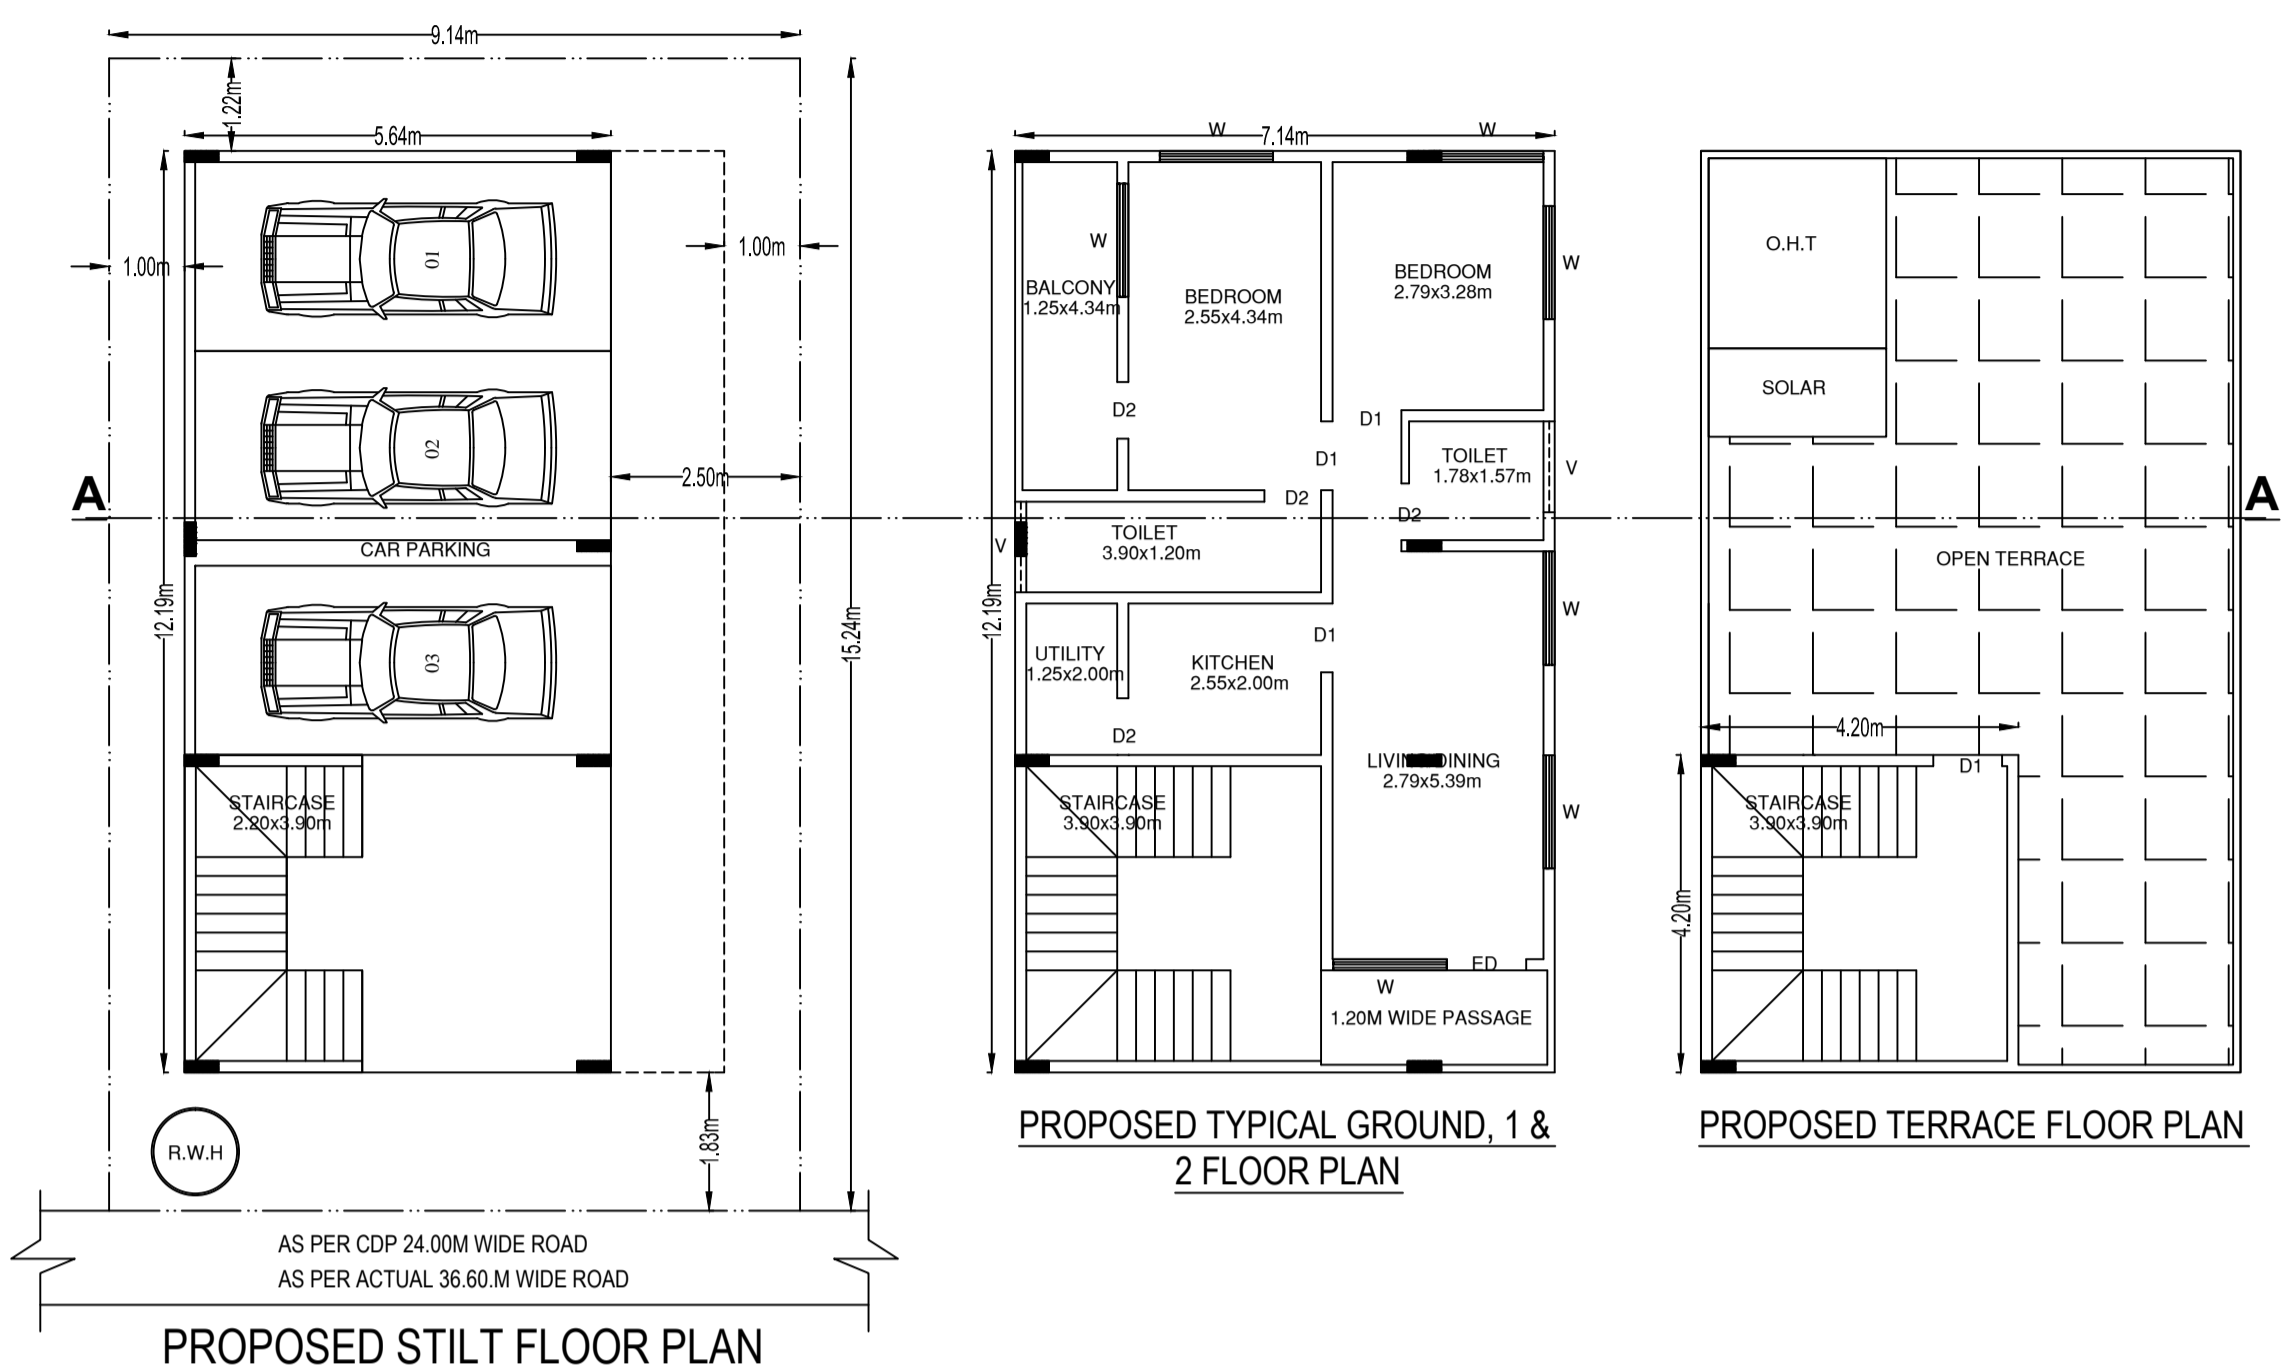 9.14m
1.22m
5.64m
1.00m
1.00m
01
02
2.50m
A
CAR PARKING
12.19m
15.24m
03
STAIRCASE
2.20x3.90m
1.83m
R.W.H
AS PER CDP 24.00M WIDE ROAD
AS PER ACTUAL 36.60.M WIDE ROAD
PROPOSED STILT FLOOR PLAN
W
7.14m
W
W
BALCONY
1.25x4.34m
BEDROOM
2.55x4.34m
BEDROOM
2.79x3.28m
W
D2
D1
D1
TOILET
1.78x1.57m
V
D2
D2
V
TOILET
3.90x1.20m
12.19m
W
D1
UTILITY
1.25x2.00m
KITCHEN
2.55x2.00m
D2
LIVING/DINING
2.79x5.39m
STAIRCASE
3.90x3.90m
W
ED
W
1.20M WIDE PASSAGE
PROPOSED TYPICAL GROUND, 1 &
2 FLOOR PLAN
O.H.T
SOLAR
A
OPEN TERRACE
4.20m
D1
STAIRCASE
3.90x3.90m
4.20m
PROPOSED TERRACE FLOOR PLAN